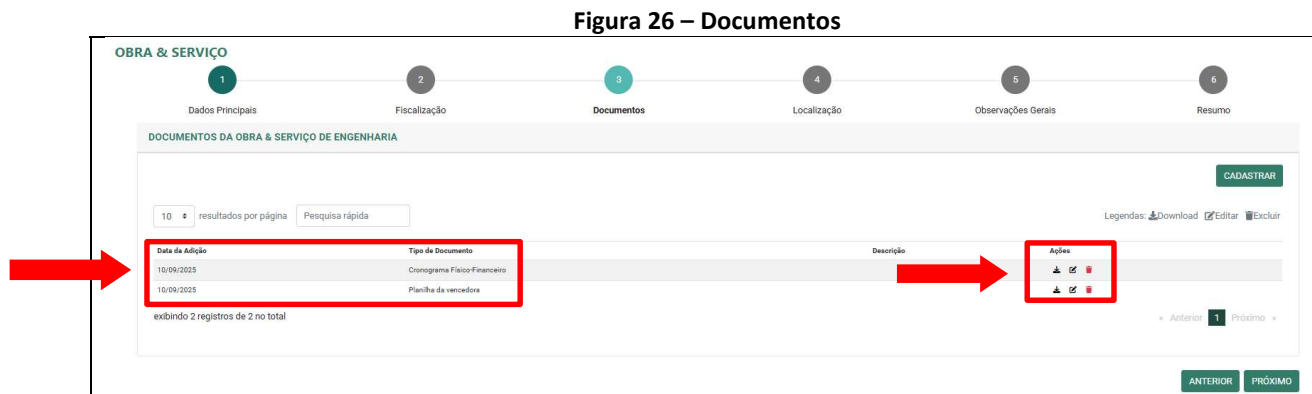 Figura 26 – Documentos
OBRA & SERVIÇO
1 2 3 4 5 6
Dados Principais Fiscalização Documentos Localização Observações Gerais Resumo
DOCUMENTOS DA OBRA & SERVIÇO DE ENGENHARIA
CADASTRAR
10 resultados por página Pesquisa rápida Legendas: Download Editar Excluir
Data da Adição Tipo de Documento Descrição Ações
10/09/2025 Cronograma Físico-Financeiro
10/09/2025 Planilha da vencedora
exibindo 2 registros de 2 no total « Anterior 1 Próximo »
ANTERIOR PRÓXIMO